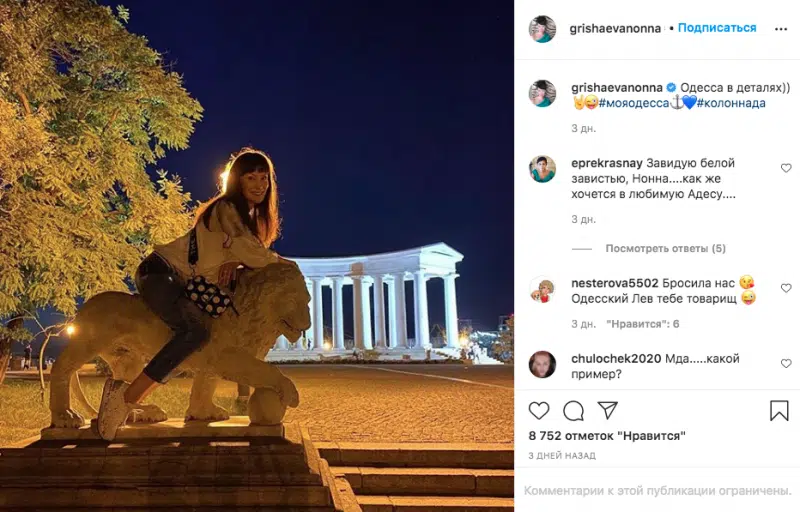 grishaevanonna • Подписаться
grishaevanonna Одесса в деталях))
🤘😜#мояодесса⚓💙#колоннада
3 дн.
eprekrasnay Завидую белой
завистью, Нонна....как же
хочется в любимую Адесу....
3 дн.
Посмотреть ответы (5)
nesterova5502 Бросила нас 😘
Одесский Лев тебе товарищ 😜
3 дн. "Нравится": 6
chulochek2020 Мда.....какой
пример?
8 752 отметок "Нравится"
3 ДНЕЙ НАЗАД
Комментарии к этой публикации ограничены.